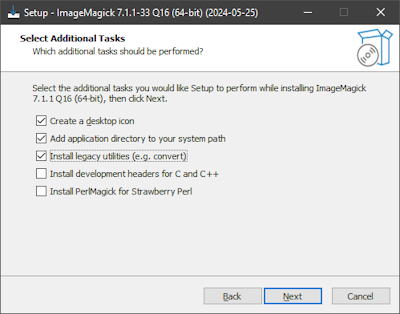 Setup - ImageMagick 7.1.1-33 Q16 (64-bit) (2024-05-25)
Select Additional Tasks
Which additional tasks should be performed?
Select the additional tasks you would like Setup to perform while installing ImageMagick
7.1.1 Q16 (64-bit), then click Next.
Create a desktop icon
Add application directory to your system path
Install legacy utilities (e.g. convert)
Install development headers for C and C++
Install PerlMagick for Strawberry Perl
Back Next Cancel